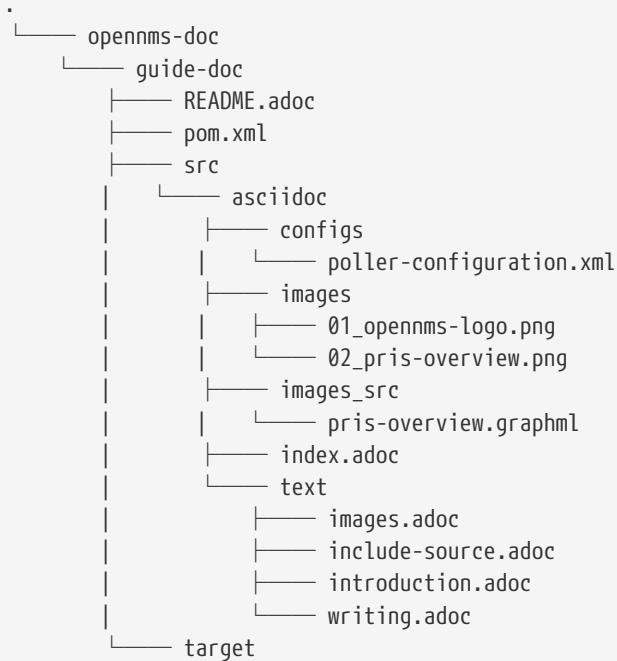 .
└── opennms-doc
    └── guide-doc
        ├── README.adoc
        ├── pom.xml
        ├── src
        |   └── asciidoc
        |       ├── configs
        |       |   └── poller-configuration.xml
        |       ├── images
        |       |   ├── 01_opennms-logo.png
        |       |   └── 02_pris-overview.png
        |       ├── images_src
        |       |   └── pris-overview.graphml
        |       ├── index.adoc
        |       └── text
        |           ├── images.adoc
        |           ├── include-source.adoc
        |           ├── introduction.adoc
        |           └── writing.adoc
        └── target